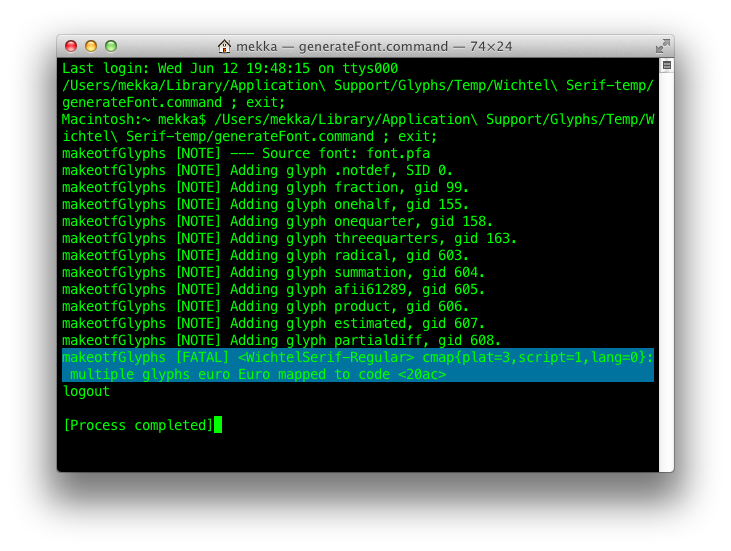 mekka — generateFont.command — 74×24
Last login: Wed Jun 12 19:48:15 on ttys000
/Users/mekka/Library/Application\ Support/Glyphs/Temp/Wichtel\ Serif-temp/
generateFont.command ; exit;
Macintosh:~ mekka$ /Users/mekka/Library/Application\ Support/Glyphs/Temp/W
ichtel\ Serif-temp/generateFont.command ; exit;
makeotfGlyphs [NOTE] --- Source font: font.pfa
makeotfGlyphs [NOTE] Adding glyph .notdef, SID 0.
makeotfGlyphs [NOTE] Adding glyph fraction, gid 99.
makeotfGlyphs [NOTE] Adding glyph onehalf, gid 155.
makeotfGlyphs [NOTE] Adding glyph onequarter, gid 158.
makeotfGlyphs [NOTE] Adding glyph threequarters, gid 163.
makeotfGlyphs [NOTE] Adding glyph radical, gid 603.
makeotfGlyphs [NOTE] Adding glyph summation, gid 604.
makeotfGlyphs [NOTE] Adding glyph afii61289, gid 605.
makeotfGlyphs [NOTE] Adding glyph product, gid 606.
makeotfGlyphs [NOTE] Adding glyph estimated, gid 607.
makeotfGlyphs [NOTE] Adding glyph partialdiff, gid 608.
makeotfGlyphs [FATAL] <WichtelSerif-Regular> cmap{plat=3,script=1,lang=0}:
multiple glyphs euro Euro mapped to code <20ac>
logout
[Process completed]